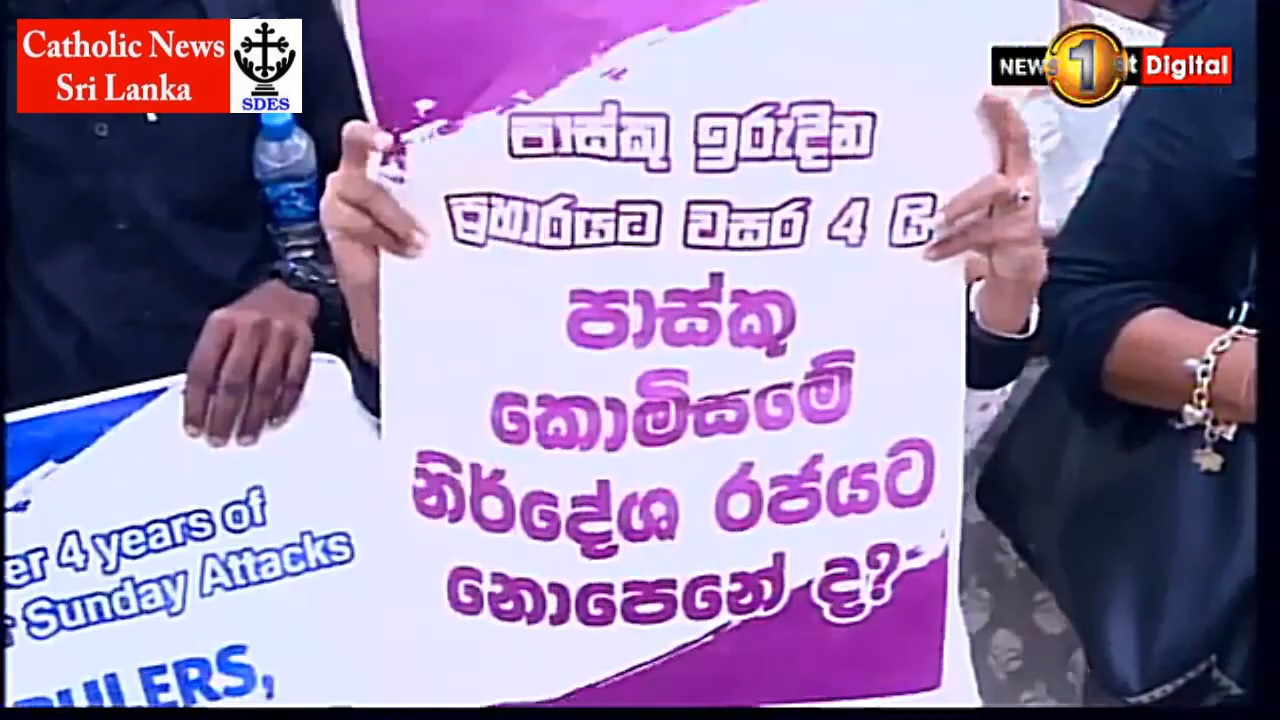 Catholic News
Sri Lanka
SDES
NEWS 1st Digital
පාස්කු ඉරුදින
ප්‍රහාරයට වසර 4 යි
පාස්කු
කොමිසමේ
නිර්දේශ රජයට
නොපෙනේ ද?
4 years of
Sunday Attacks
RULERS,